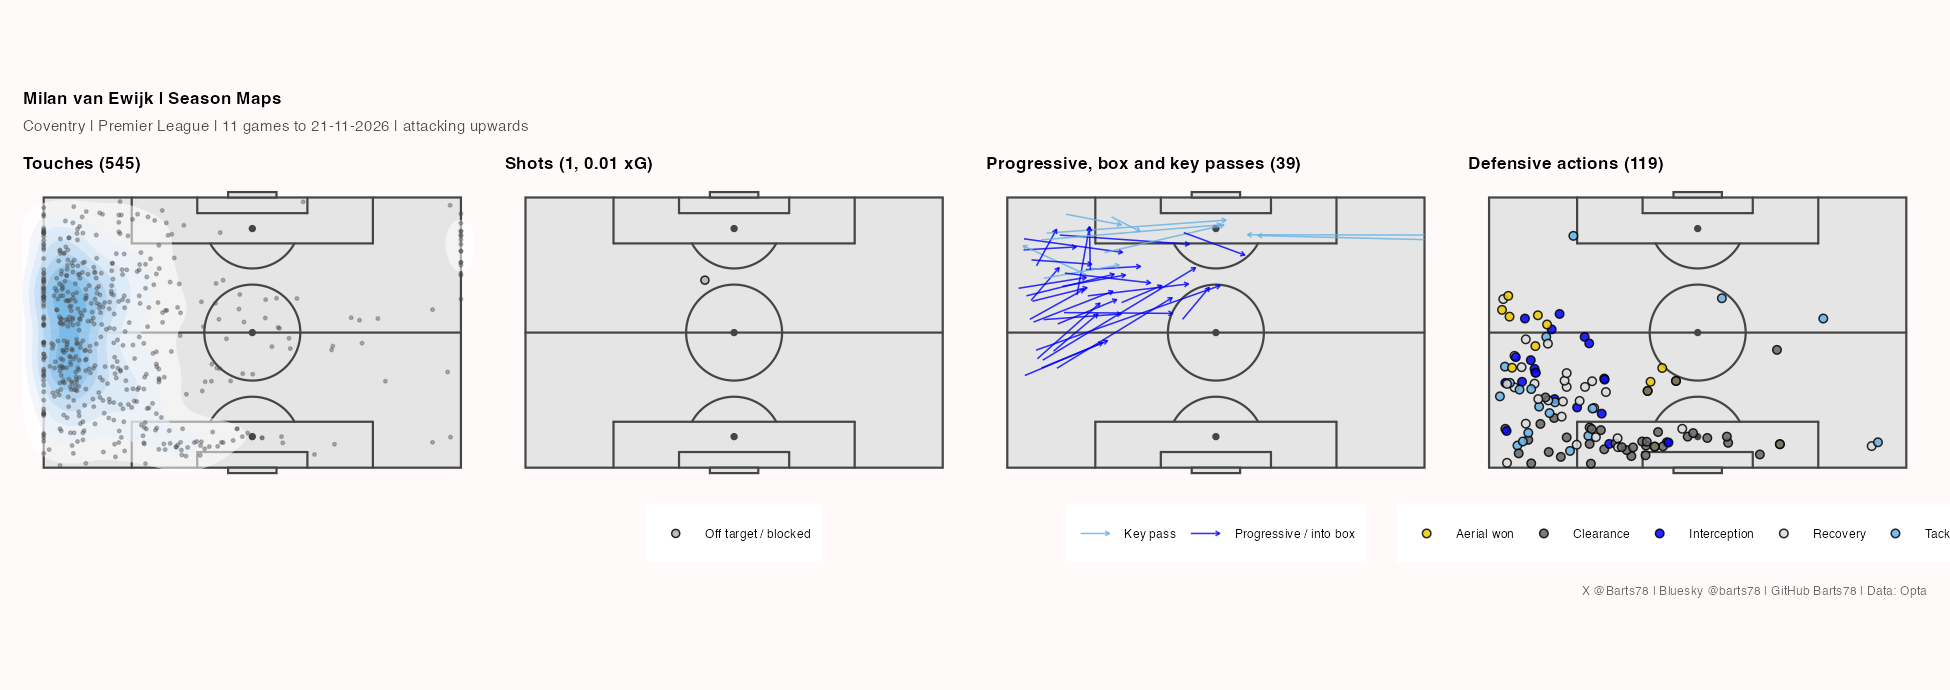 Milan van Ewijk | Season Maps
Coventry | Premier League | 11 games to 21-11-2026 | attacking upwards
Touches (545)
Shots (1, 0.01 xG)
Progressive, box and key passes (39)
Defensive actions (119)
Off target / blocked
Key pass
Progressive / into box
Aerial won
Clearance
Interception
Recovery
Tack
X @Barts78 | Bluesky @barts78 | GitHub Barts78 | Data: Opta